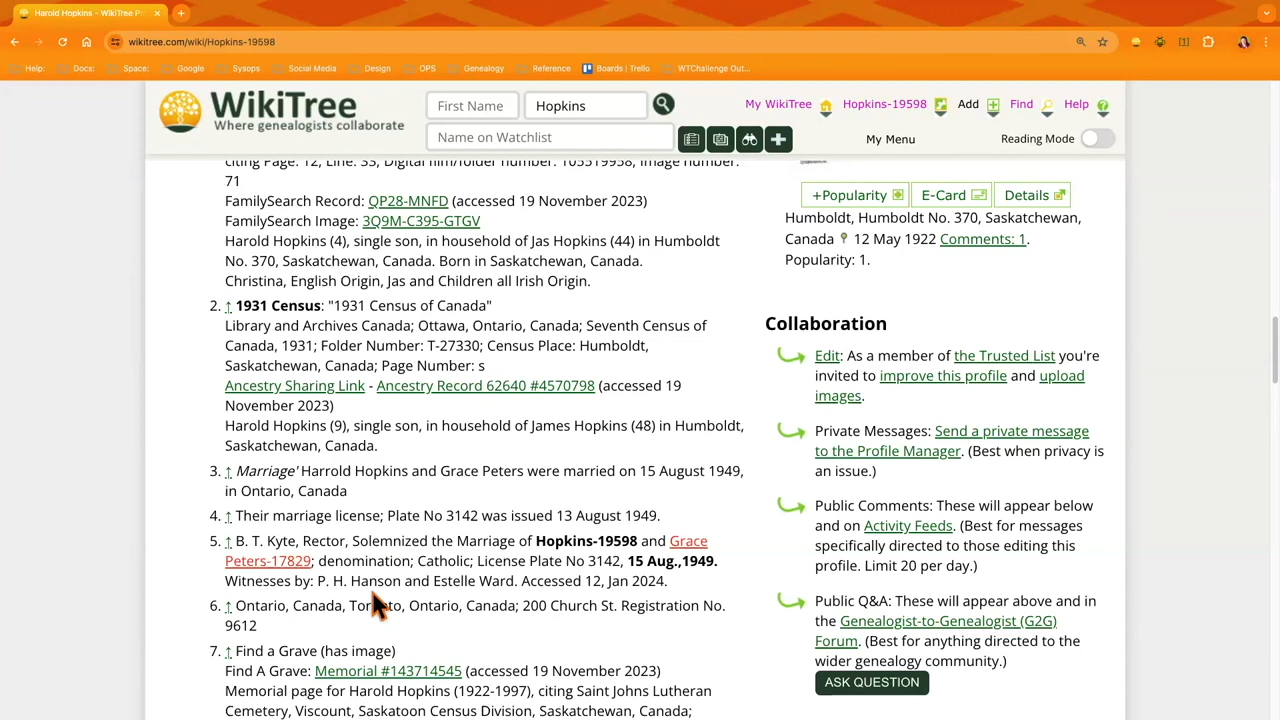 Harold Hopkins - WikiTree Pr
wikitree.com/wiki/Hopkins-19598
Help: Docs: Space: Google Sysops Social Media Design OPS Genealogy Reference Boards | Trello WTChallenge Out...
WikiTree
Where genealogists collaborate
First Name Hopkins
Name on Watchlist
My WikiTree Hopkins-19598 Add Find Help
My Menu Reading Mode
citing Page: 12, Line: 33, Digital film/folder number: 105519958, Image number:
71
FamilySearch Record: QP28-MNFD (accessed 19 November 2023)
FamilySearch Image: 3Q9M-C395-GTGV
Harold Hopkins (4), single son, in household of Jas Hopkins (44) in Humboldt
No. 370, Saskatchewan, Canada. Born in Saskatchewan, Canada.
Christina, English Origin, Jas and Children all Irish Origin.
2. ↑ 1931 Census: "1931 Census of Canada"
Library and Archives Canada; Ottawa, Ontario, Canada; Seventh Census of
Canada, 1931; Folder Number: T-27330; Census Place: Humboldt,
Saskatchewan, Canada; Page Number: s
Ancestry Sharing Link - Ancestry Record 62640 #4570798 (accessed 19
November 2023)
Harold Hopkins (9), single son, in household of James Hopkins (48) in Humboldt,
Saskatchewan, Canada.
3. ↑ Marriage' Harrold Hopkins and Grace Peters were married on 15 August 1949,
in Ontario, Canada
4. ↑ Their marriage license; Plate No 3142 was issued 13 August 1949.
5. ↑ B. T. Kyte, Rector, Solemnized the Marriage of Hopkins-19598 and Grace
Peters-17829; denomination; Catholic; License Plate No 3142, 15 Aug.,1949.
Witnesses by: P. H. Hanson and Estelle Ward. Accessed 12, Jan 2024.
6. ↑ Ontario, Canada, Toronto, Ontario, Canada; 200 Church St. Registration No.
9612
7. ↑ Find a Grave (has image)
Find A Grave: Memorial #143714545 (accessed 19 November 2023)
Memorial page for Harold Hopkins (1922-1997), citing Saint Johns Lutheran
Cemetery, Viscount, Saskatoon Census Division, Saskatchewan, Canada;
+Popularity E-Card Details
Humboldt, Humboldt No. 370, Saskatchewan,
Canada 12 May 1922 Comments: 1.
Popularity: 1.
Collaboration
Edit: As a member of the Trusted List you're
invited to improve this profile and upload
images.
Private Messages: Send a private message
to the Profile Manager. (Best when privacy is
an issue.)
Public Comments: These will appear below
and on Activity Feeds. (Best for messages
specifically directed to those editing this
profile. Limit 20 per day.)
Public Q&A: These will appear above and in
the Genealogist-to-Genealogist (G2G)
Forum. (Best for anything directed to the
wider genealogy community.)
ASK QUESTION